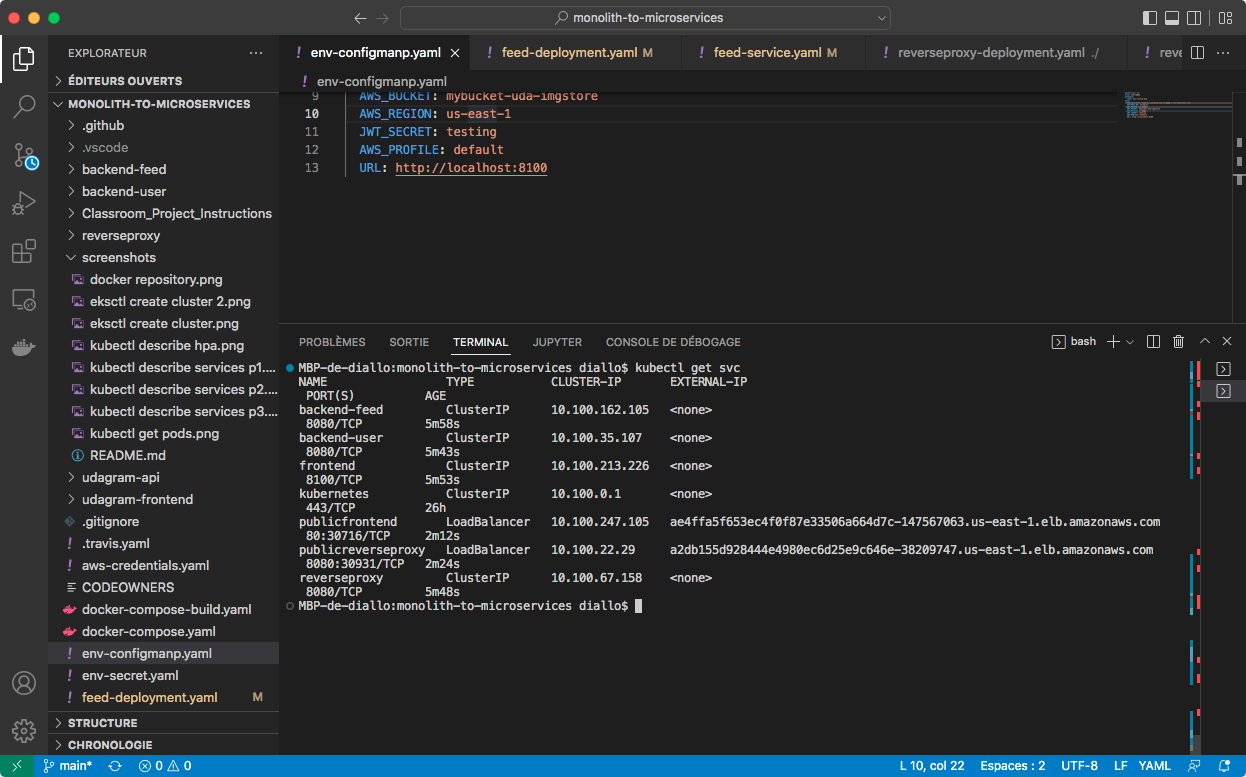 monolith-to-microservices
EXPLORATEUR
ÉDITEURS OUVERTS
MONOLITH-TO-MICROSERVICES
.github
.vscode
backend-feed
backend-user
Classroom_Project_Instructions
reverseproxy
screenshots
docker repository.png
eksctl create cluster 2.png
eksctl create cluster.png
kubectl describe hpa.png
kubectl describe services p1....
kubectl describe services p2....
kubectl describe services p3....
kubectl get pods.png
README.md
udagram-api
udagram-frontend
.gitignore
.travis.yaml
aws-credentials.yaml
CODEOWNERS
docker-compose-build.yaml
docker-compose.yaml
env-configmanp.yaml
env-secret.yaml
feed-deployment.yaml M
STRUCTURE
CHRONOLOGIE
! env-configmanp.yaml ! feed-deployment.yaml M ! feed-service.yaml M ! reverseproxy-deployment.yaml ./ ! reve
! env-configmanp.yaml
9 AWS_BUCKET: mybucket-uda-imgstore
10 AWS_REGION: us-east-1
11 JWT_SECRET: testing
12 AWS_PROFILE: default
13 URL: http://localhost:8100
PROBLÈMES SORTIE TERMINAL JUPYTER CONSOLE DE DÉBOGAGE bash
MBP-de-diallo:monolith-to-microservices diallo$ kubectl get svc
NAME TYPE CLUSTER-IP EXTERNAL-IP
PORT(S) AGE
backend-feed ClusterIP 10.100.162.105 <none>
8080/TCP 5m58s
backend-user ClusterIP 10.100.35.107 <none>
8080/TCP 5m43s
frontend ClusterIP 10.100.213.226 <none>
8100/TCP 5m53s
kubernetes ClusterIP 10.100.0.1 <none>
443/TCP 26h
publicfrontend LoadBalancer 10.100.247.105 ae4ffa5f653ec4f0f87e33506a664d7c-147567063.us-east-1.elb.amazonaws.com
80:30716/TCP 2m12s
publicreverseproxy LoadBalancer 10.100.22.29 a2db155d928444e4980ec6d25e9c646e-38209747.us-east-1.elb.amazonaws.com
8080:30931/TCP 2m24s
reverseproxy ClusterIP 10.100.67.158 <none>
8080/TCP 5m48s
MBP-de-diallo:monolith-to-microservices diallo$
main* 0 0 L 10, col 22 Espaces : 2 UTF-8 LF YAML